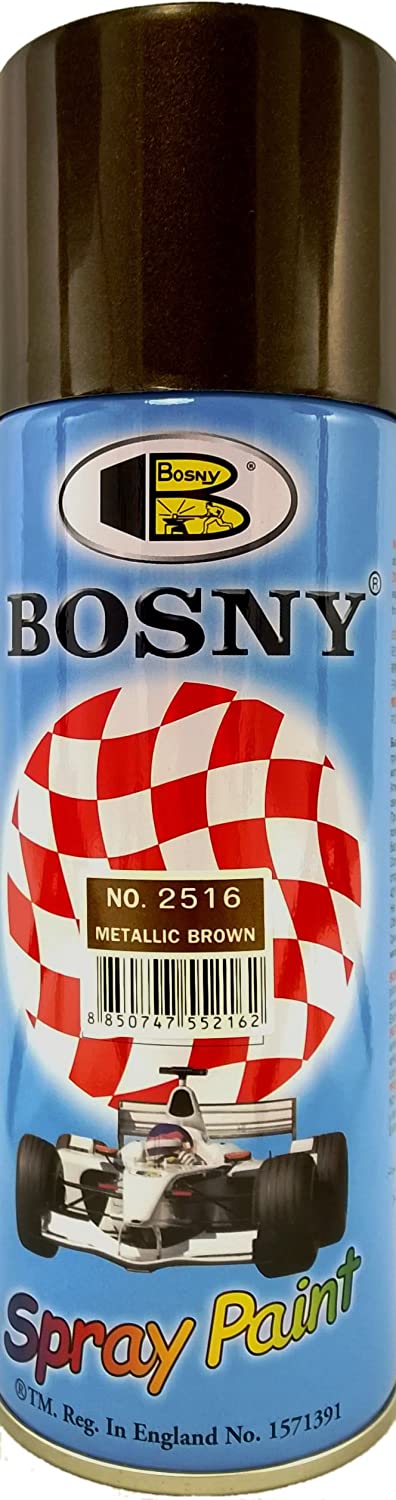 BOSNY
®
BOSNY®
NO. 2516
METALLIC BROWN
8 850747 552162
Spray Paint
®TM. Reg. In England No. 1571391